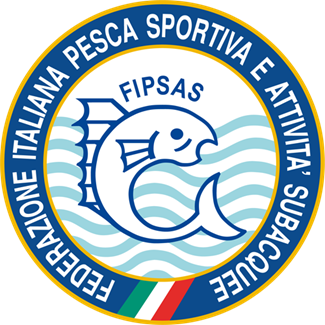 FEDERAZIONE ITALIANA PESCA SPORTIVA E ATTIVITA' SUBACQUEE
FIPSAS